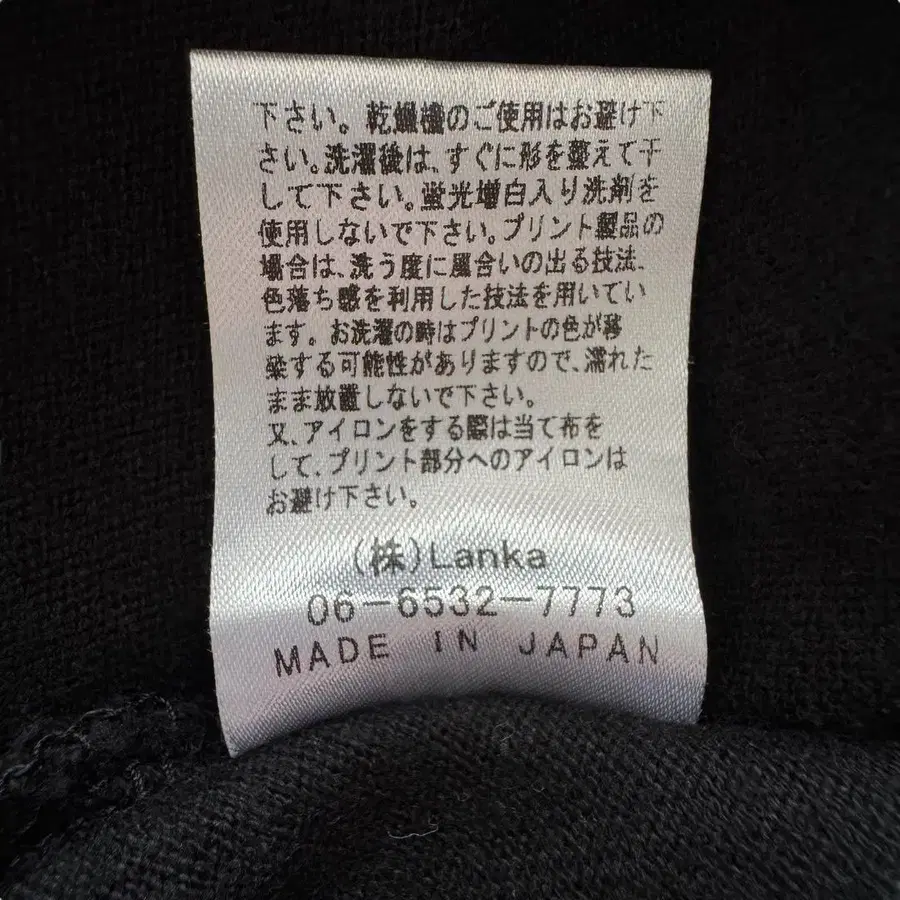 下さい。乾燥機のご使用はお避け下
さい。洗濯後は、すぐに形を整えて干
して下さい。蛍光増白入り洗剤を
使用しないで下さい。プリント製品の
場合は、洗う度に風合いの出る技法、
色落ち感を利用した技法を用いてい
ます。お洗濯の時はプリントの色が移
染する可能性がありますので、濡れた
まま放置しないで下さい。
又、アイロンをする際は当て布を
して、プリント部分へのアイロンは
お避け下さい。
(株)Lanka
06-6532-7773
MADE IN JAPAN